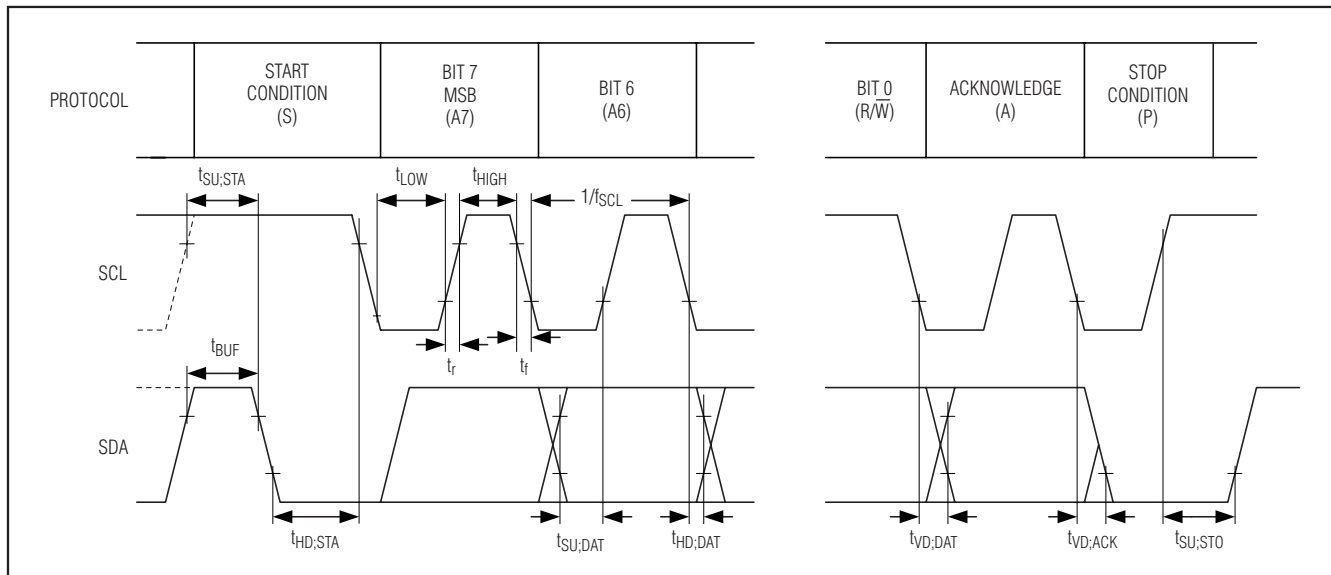 PROTOCOL
START
CONDITION
(S)
BIT 7
MSB
(A7)
BIT 6
(A6)
BIT 0
(R/W̅)
ACKNOWLEDGE
(A)
STOP
CONDITION
(P)
tSU;STA
tLOW
tHIGH
1/fSCL
SCL
tBUF
tr
tf
SDA
tHD;STA
tSU;DAT
tHD;DAT
tVD;DAT
tVD;ACK
tSU;STO